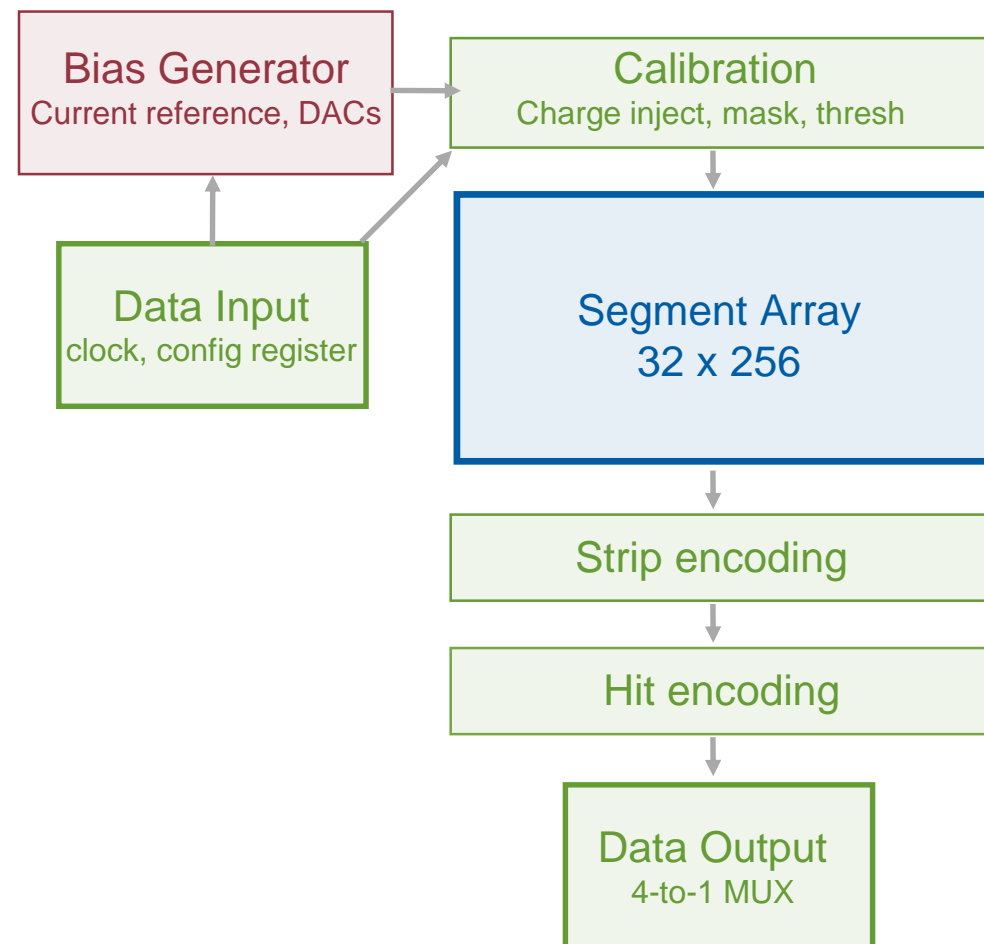 Bias Generator
Current reference, DACs
Calibration
Charge inject, mask, thresh
Data Input
clock, config register
Segment Array
32 x 256
Strip encoding
Hit encoding
Data Output
4-to-1 MUX